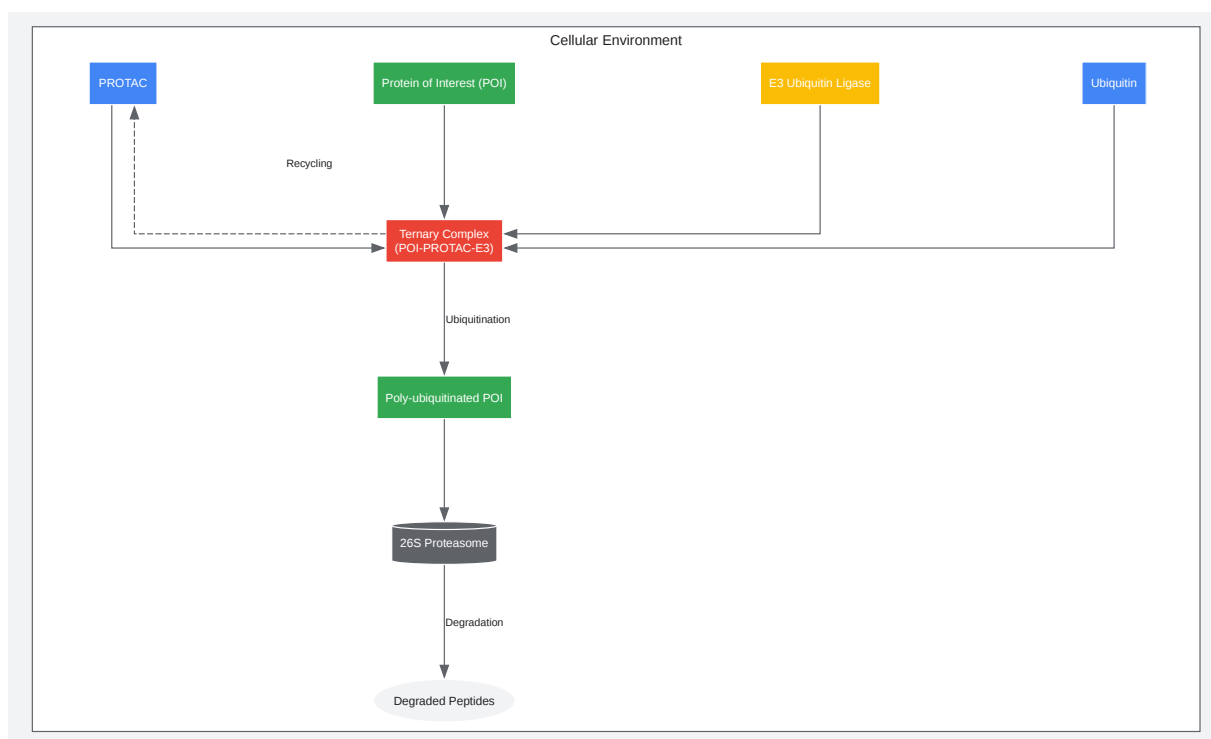 Cellular Environment
PROTAC
Protein of Interest (POI)
E3 Ubiquitin Ligase
Ubiquitin
Recycling
Ternary Complex
(POI-PROTAC-E3)
Ubiquitination
Poly-ubiquitinated POI
26S Proteasome
Degradation
Degraded Peptides